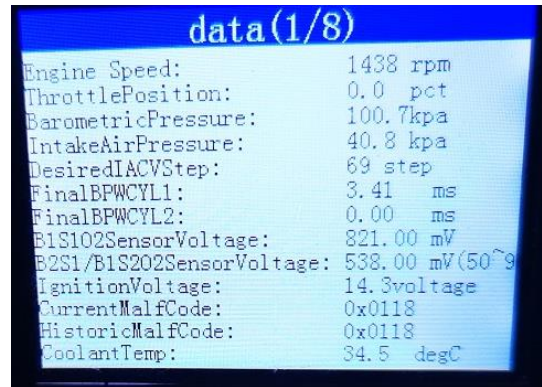 data(1/8)
Engine Speed: 1438 rpm
ThrottlePosition: 0.0 pct
BarometricPressure: 100.7kpa
IntakeAirPressure: 40.8 kpa
DesiredIACVStep: 69 step
FinalBPWCYL1: 3.41 ms
FinalBPWCYL2: 0.00 ms
B1S1O2SensorVoltage: 821.00 mV
B2S1/B1S2O2SensorVoltage: 538.00 mV(50~9
IgnitionVoltage: 14.3voltage
CurrentMalfCode: 0x0118
HistoricMalfCode: 0x0118
CoolantTemp: 34.5 degC